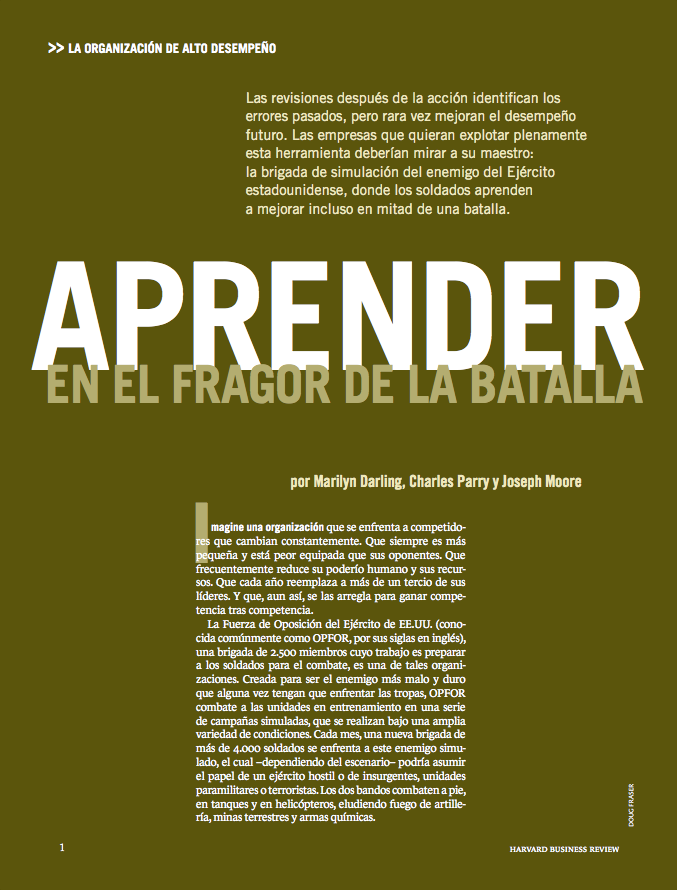 >> LA ORGANIZACIÓN DE ALTO DESEMPEÑO
Las revisiones después de la acción identifican los
errores pasados, pero rara vez mejoran el desempeño
futuro. Las empresas que quieran explotar plenamente
esta herramienta deberían mirar a su maestro:
la brigada de simulación del enemigo del Ejército
estadounidense, donde los soldados aprenden
a mejorar incluso en mitad de una batalla.
APRENDER
EN EL FRAGOR DE LA BATALLA
por Marilyn Darling, Charles Parry y Joseph Moore
Imagine una organización que se enfrenta a competido-
res que cambian constantemente. Que siempre es más
pequeña y está peor equipada que sus oponentes. Que
frecuentemente reduce su poderío humano y sus recur-
sos. Que cada año reemplaza a más de un tercio de sus
líderes. Y que, aun así, se las arregla para ganar compe-
tencia tras competencia.
La Fuerza de Oposición del Ejército de EE.UU. (cono-
cida comúnmente como OPFOR, por sus siglas en inglés),
una brigada de 2.500 miembros cuyo trabajo es preparar
a los soldados para el combate, es una de tales organi-
zaciones. Creada para ser el enemigo más malo y duro
que alguna vez tengan que enfrentar las tropas, OPFOR
combate a las unidades en entrenamiento en una serie
de campañas simuladas, que se realizan bajo una amplia
variedad de condiciones. Cada mes, una nueva brigada de
más de 4.000 soldados se enfrenta a este enemigo simu-
lado, el cual –dependiendo del escenario– podría asumir
el papel de un ejército hostil o de insurgentes, unidades
paramilitares o terroristas. Los dos bandos combaten a pie,
en tanques y en helicópteros, eludiendo fuego de artille-
ría, minas terrestres y armas químicas.
DOUG FRASER
1
HARVARD BUSINESS REVIEW